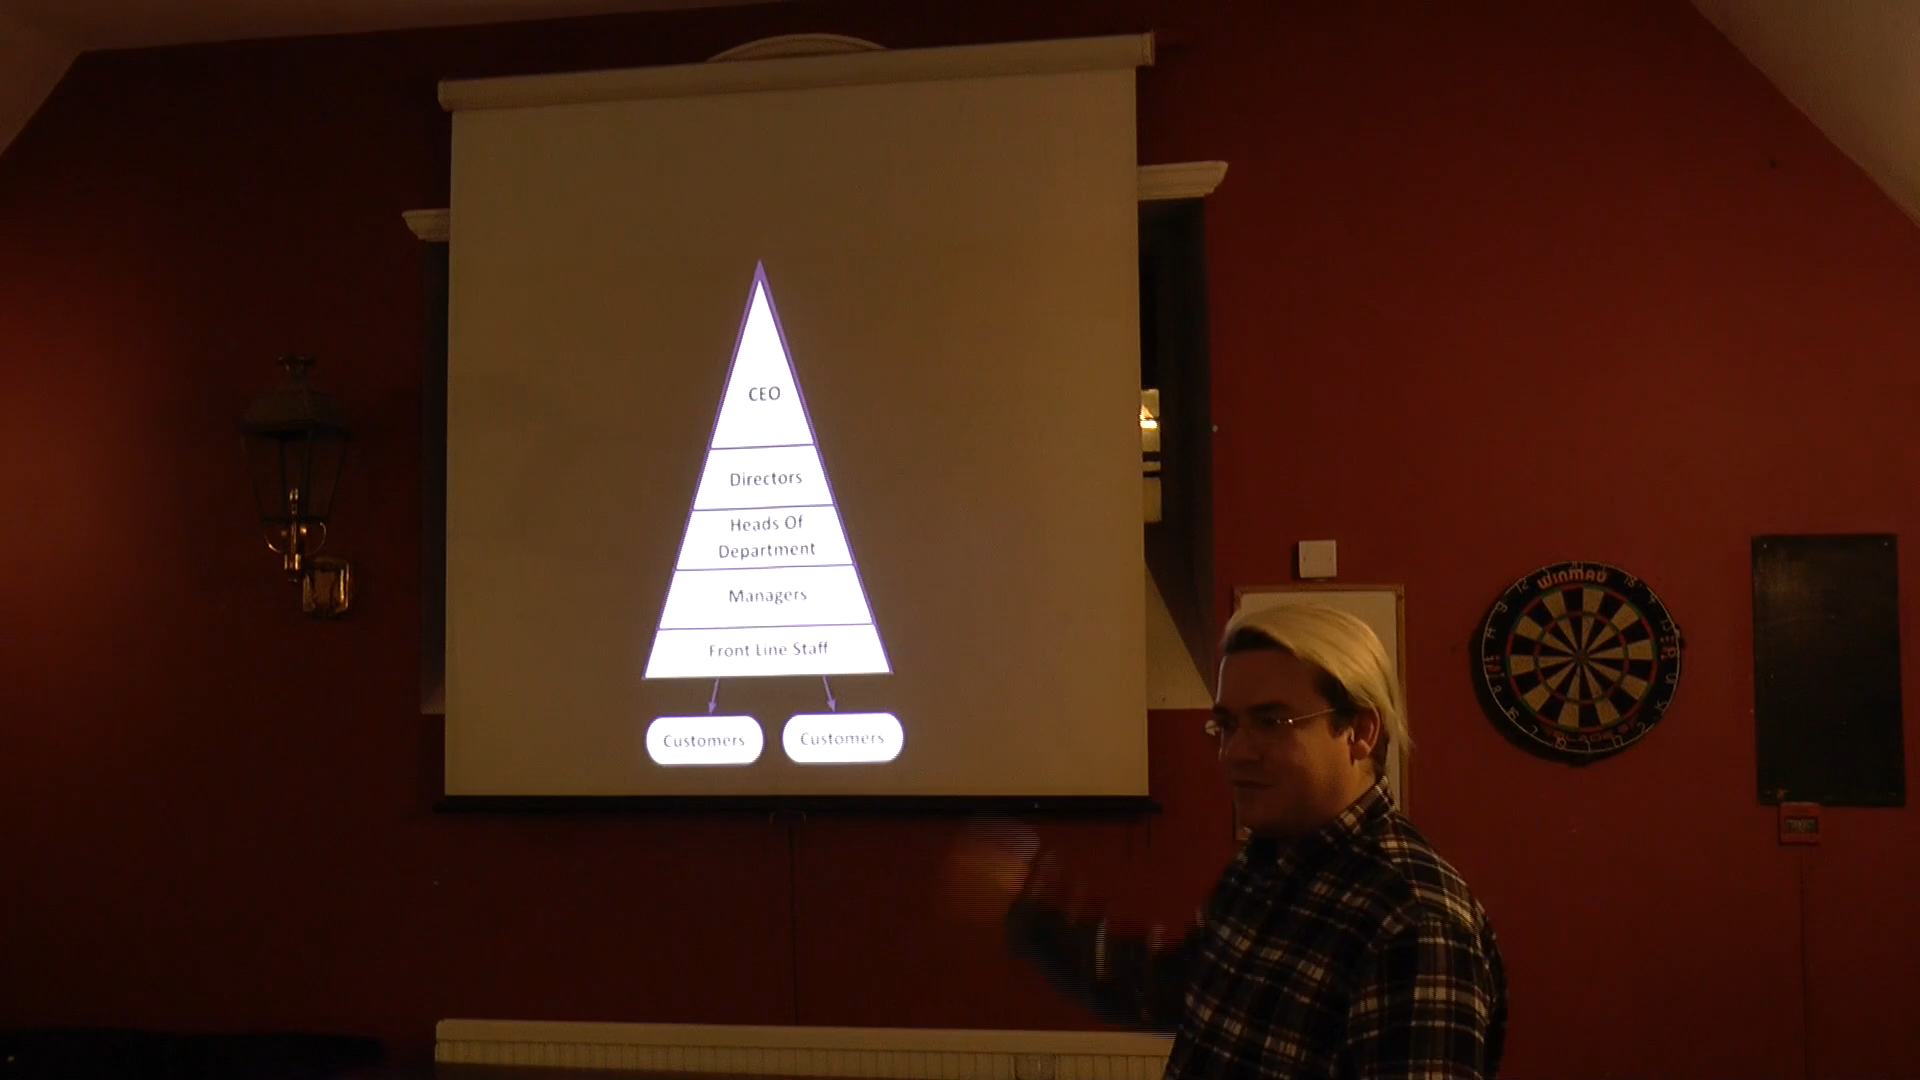 CEO
Directors
Heads Of
Department
Managers
Front Line Staff
Customers Customers
WINMAU